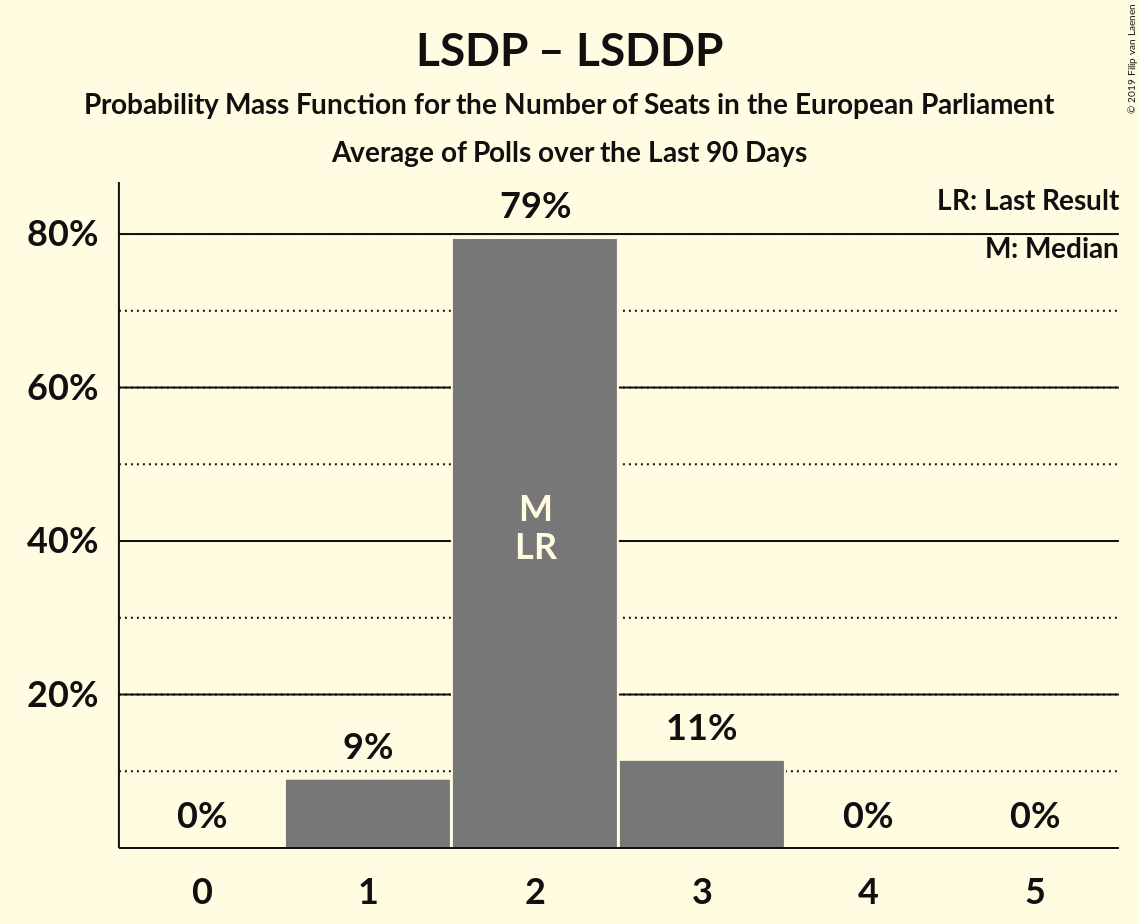 LSDP – LSDDP
Probability Mass Function for the Number of Seats in the European Parliament
Average of Polls over the Last 90 Days
© 2019 Filip van Laenen
LR: Last Result
M: Median
80%
60%
40%
20%
0%
9%
79%
M
LR
11%
0%
0%
0 1 2 3 4 5